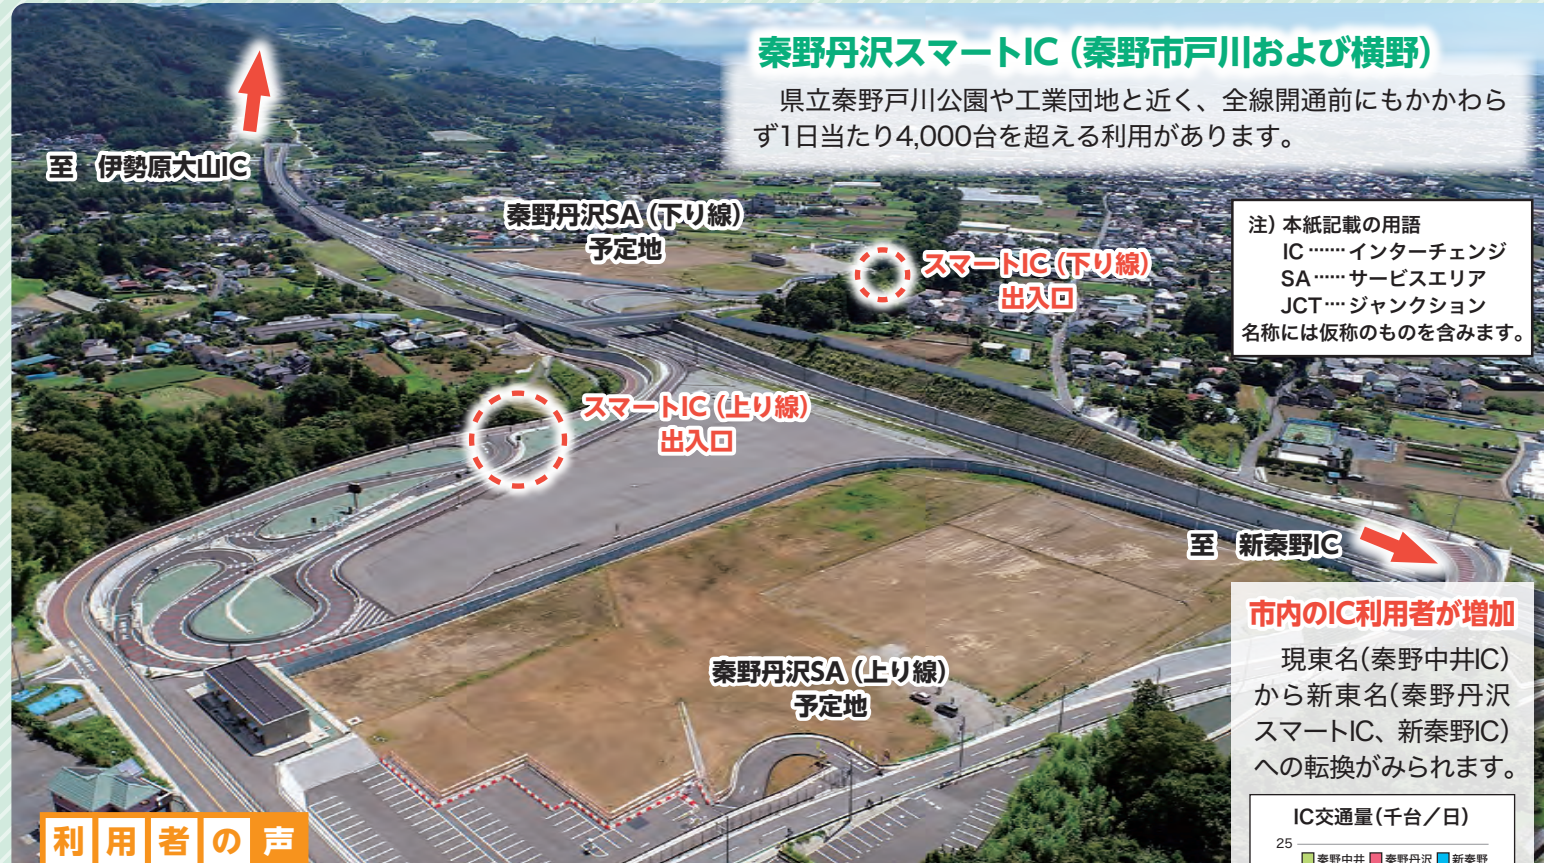 秦野丹沢スマートIC（秦野市戸川および横野）
県立秦野戸川公園や工業団地と近く、全線開通前にもかかわら
ず1日当たり4,000台を超える利用があります。
至　伊勢原大山IC
秦野丹沢SA（下り線）
予定地
スマートIC（下り線）
出入口
注）本紙記載の用語
IC……インターチェンジ
SA……サービスエリア
JCT…ジャンクション
名称には仮称のものを含みます。
スマートIC（上り線）
出入口
至　新秦野IC
秦野丹沢SA（上り線）
予定地
市内のIC利用者が増加
現東名(秦野中井IC)
から新東名(秦野丹沢
スマートIC、新秦野IC)
への転換がみられます。
IC交通量(千台／日)
25
秦野中井 秦野丹沢 新秦野
利用者の声